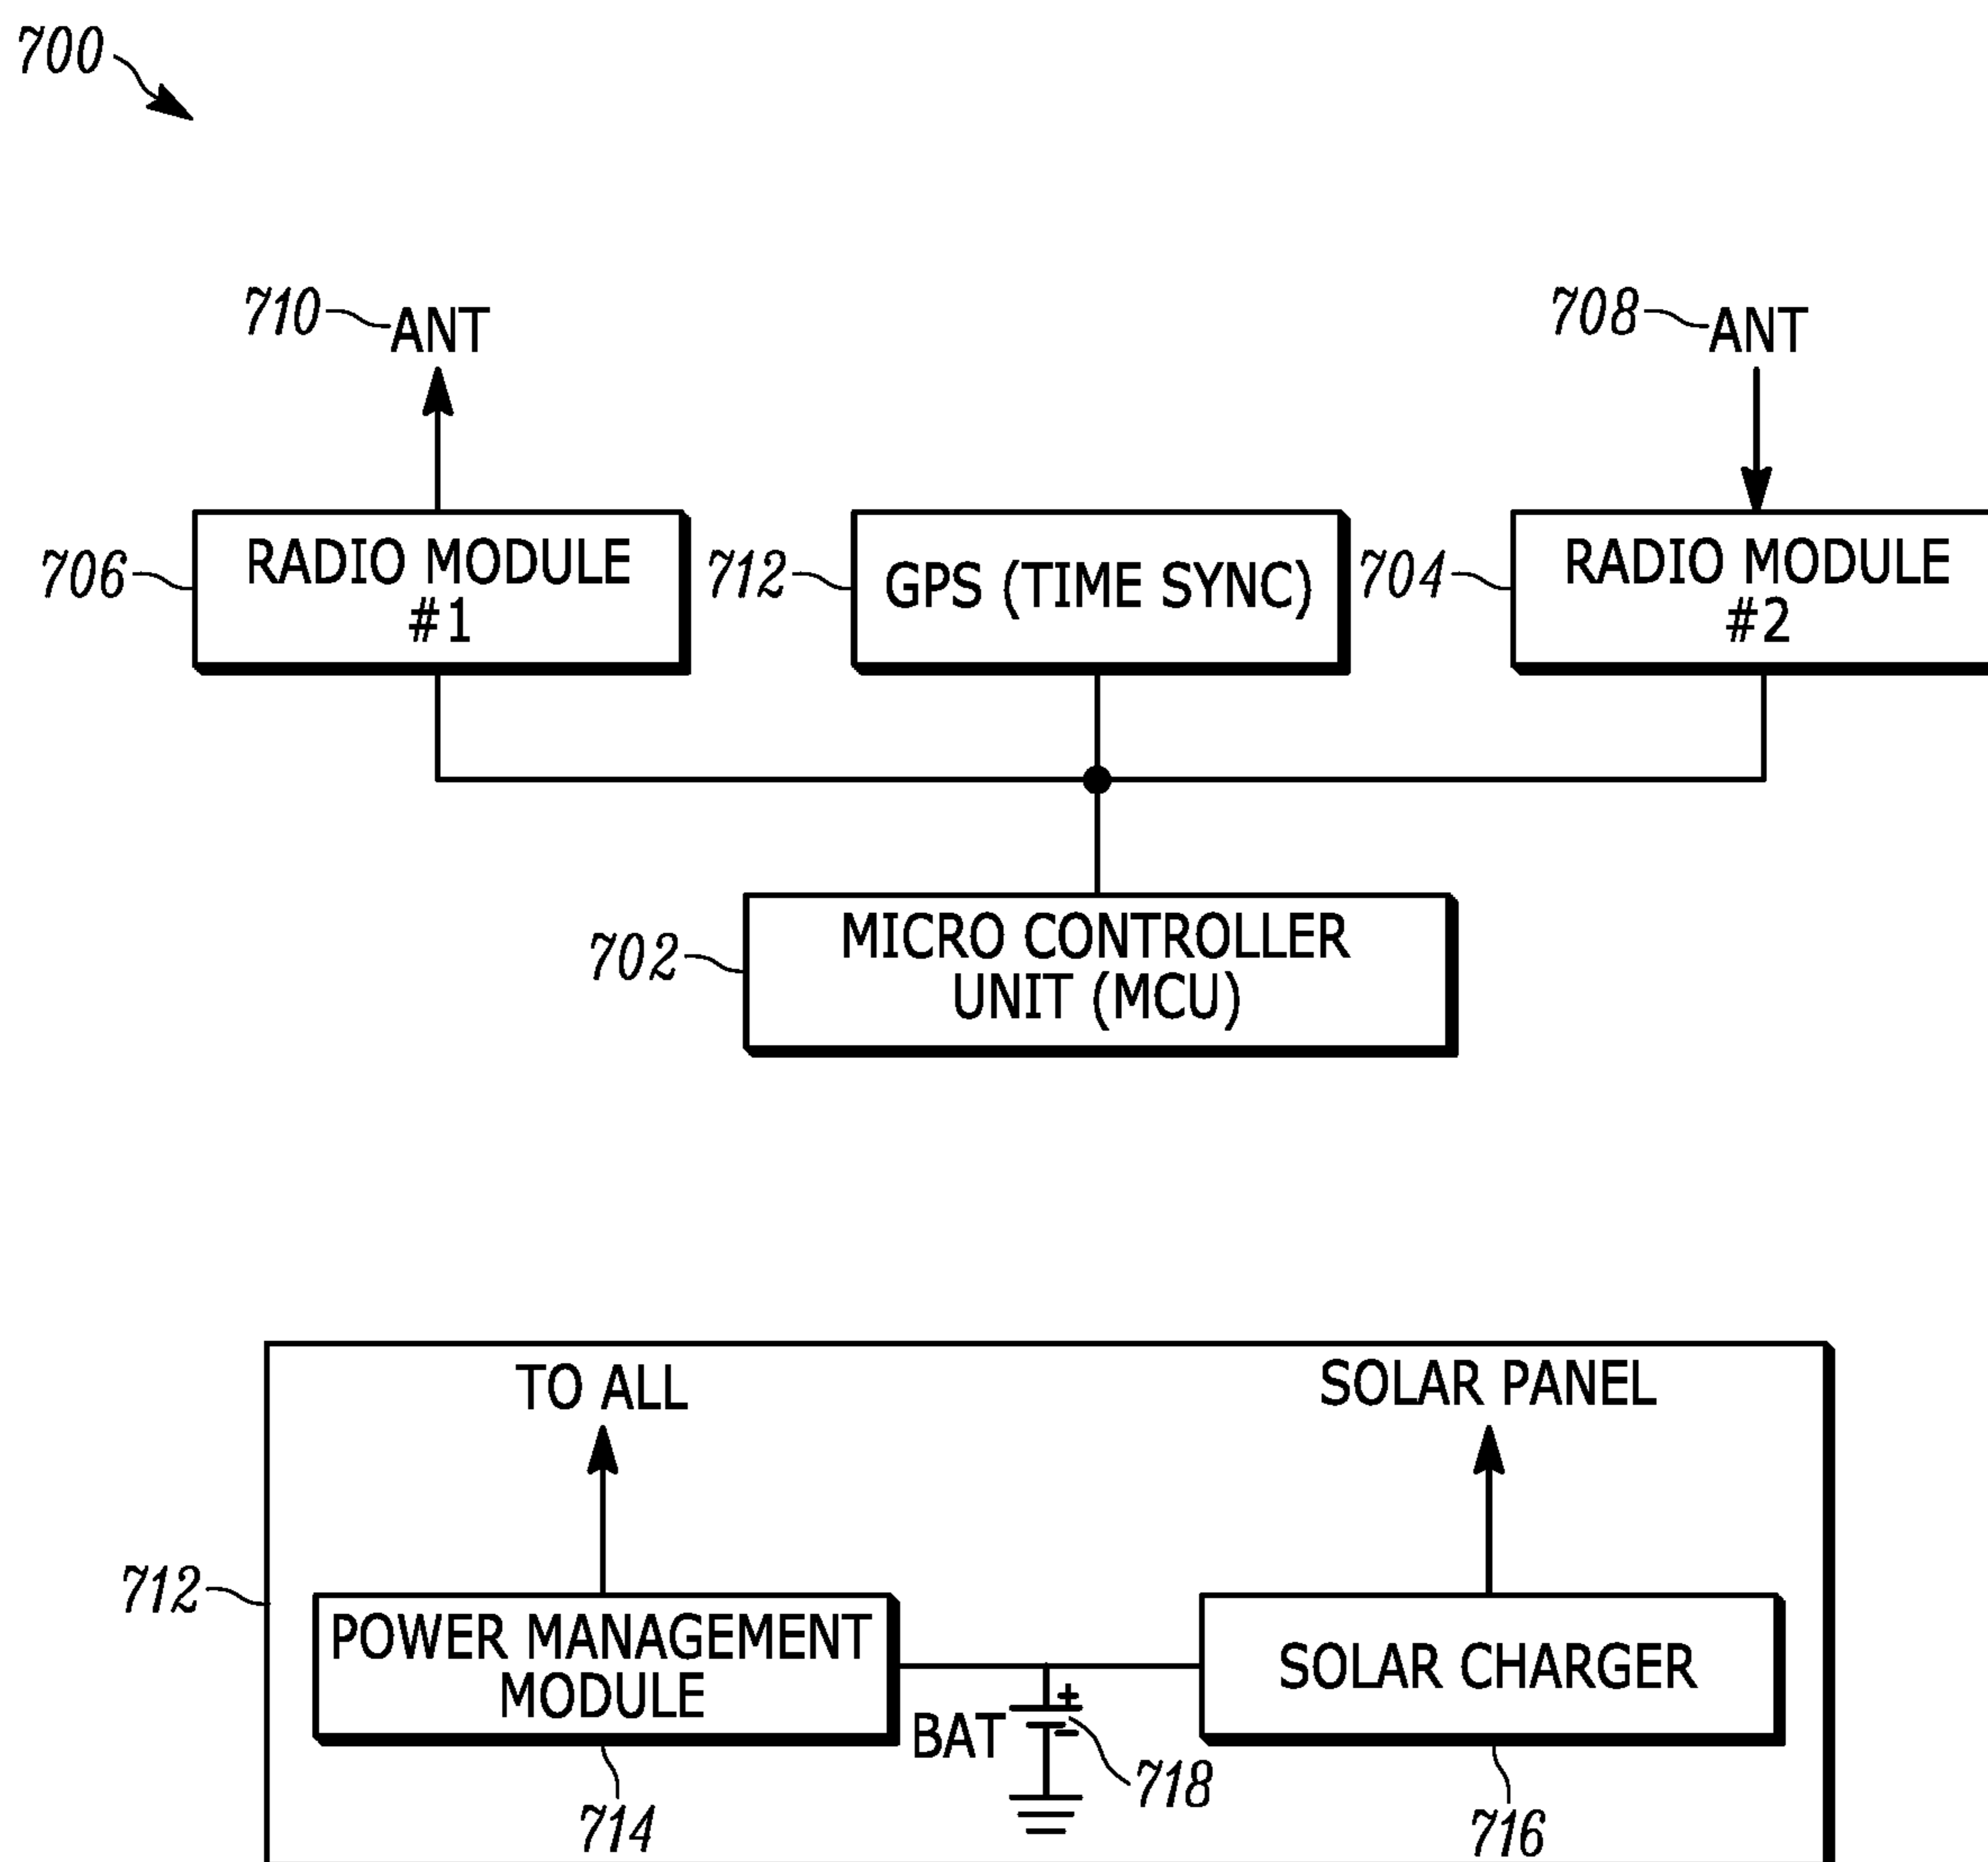 700
710 ANT
708 ANT
706 RADIO MODULE
#1
712 GPS (TIME SYNC)
704 RADIO MODULE
#2
702 MICRO CONTROLLER
UNIT (MCU)
TO ALL
SOLAR PANEL
712
POWER MANAGEMENT
MODULE
SOLAR CHARGER
BAT + -
718
714
716